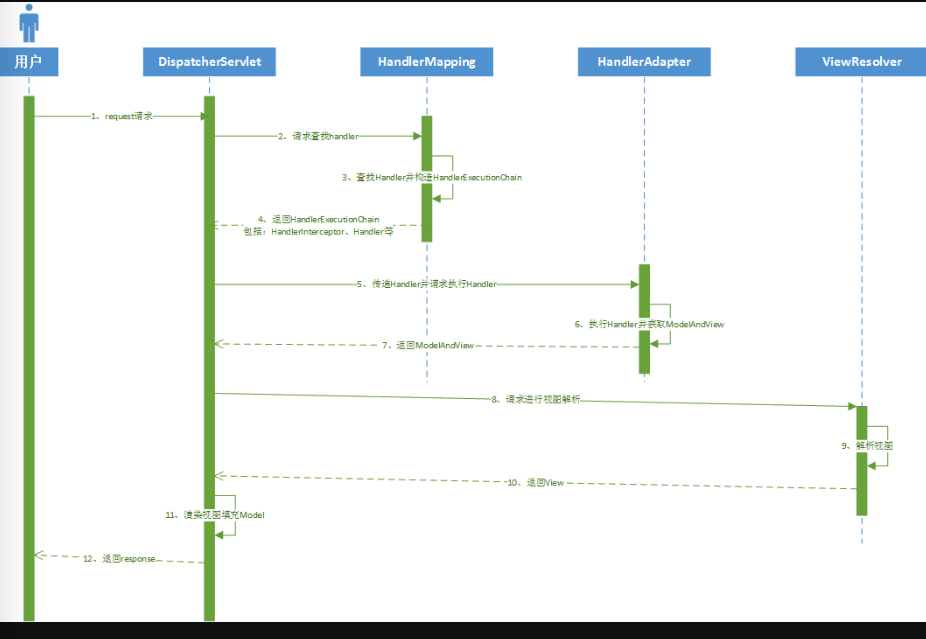 用户
DispatcherServlet
HandlerMapping
HandlerAdapter
ViewResolver
1、request请求
2、请求查找handler
3、查找Handler并构造HandlerExecutionChain
4、返回HandlerExecutionChain
包括：HandlerInterceptor、Handler等
5、传递Handler并请求执行Handler
6、执行Handler并获取ModelAndView
7、返回ModelAndView
8、请求进行视图解析
9、解析视图
10、返回View
11、渲染视图填充Model
12、返回response